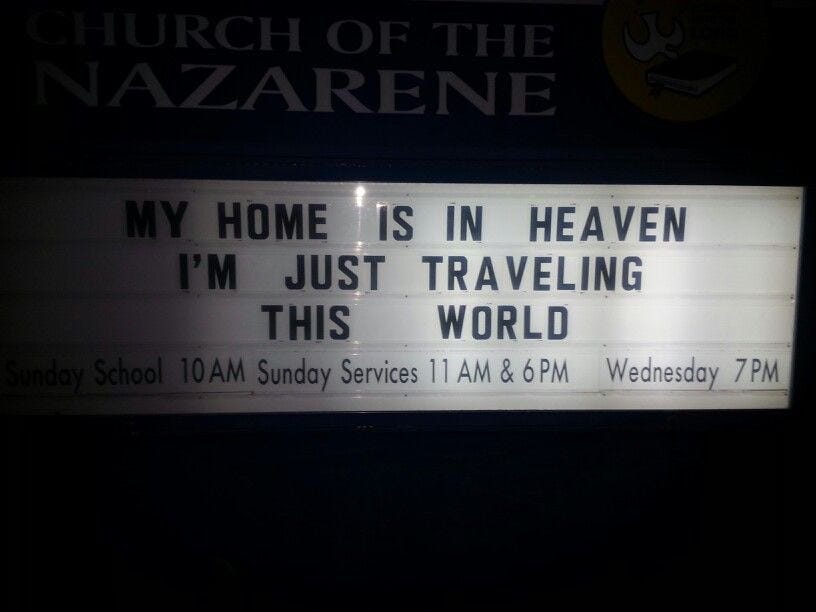 CHURCH OF THE
NAZARENE
MY HOME IS IN HEAVEN
I'M JUST TRAVELING
THIS WORLD
Sunday School 10 AM Sunday Services 11 AM & 6 PM Wednesday 7 PM